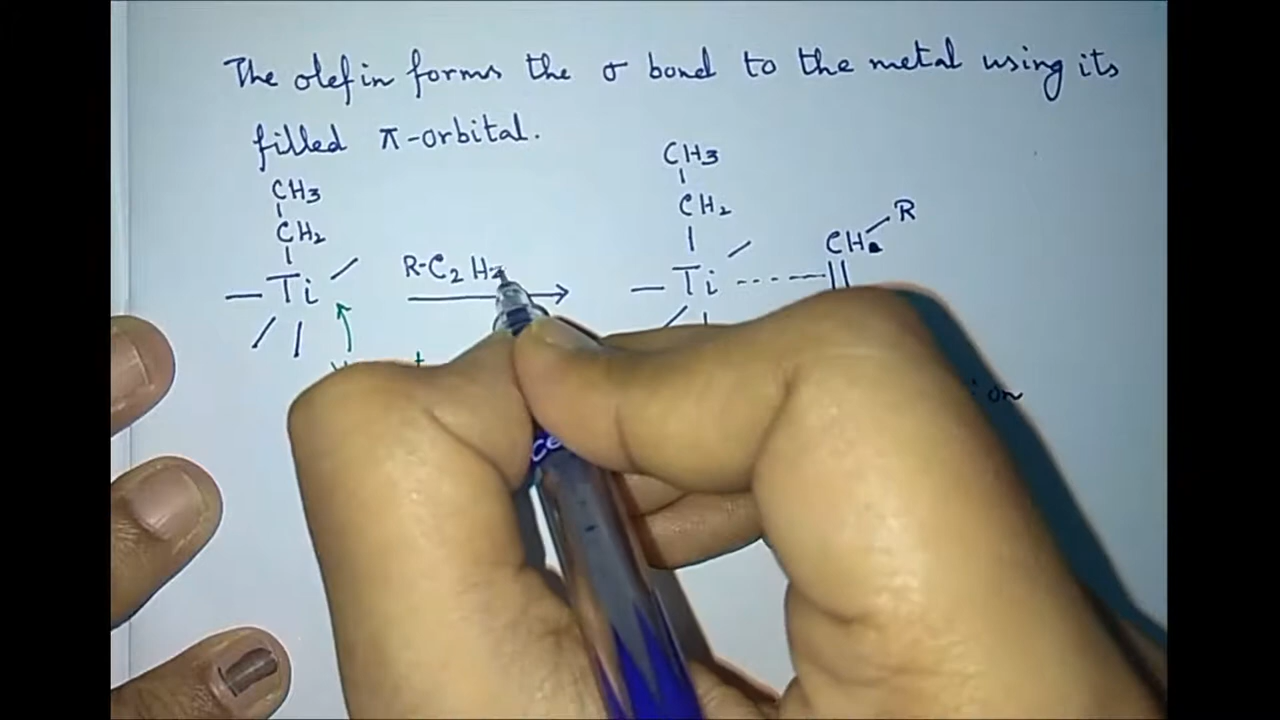 The olefin forms the σ bond to the metal using its
filled π-orbital.
CH3
CH2
Ti
R-C2H
CH3
CH2
Ti
CH
R
on